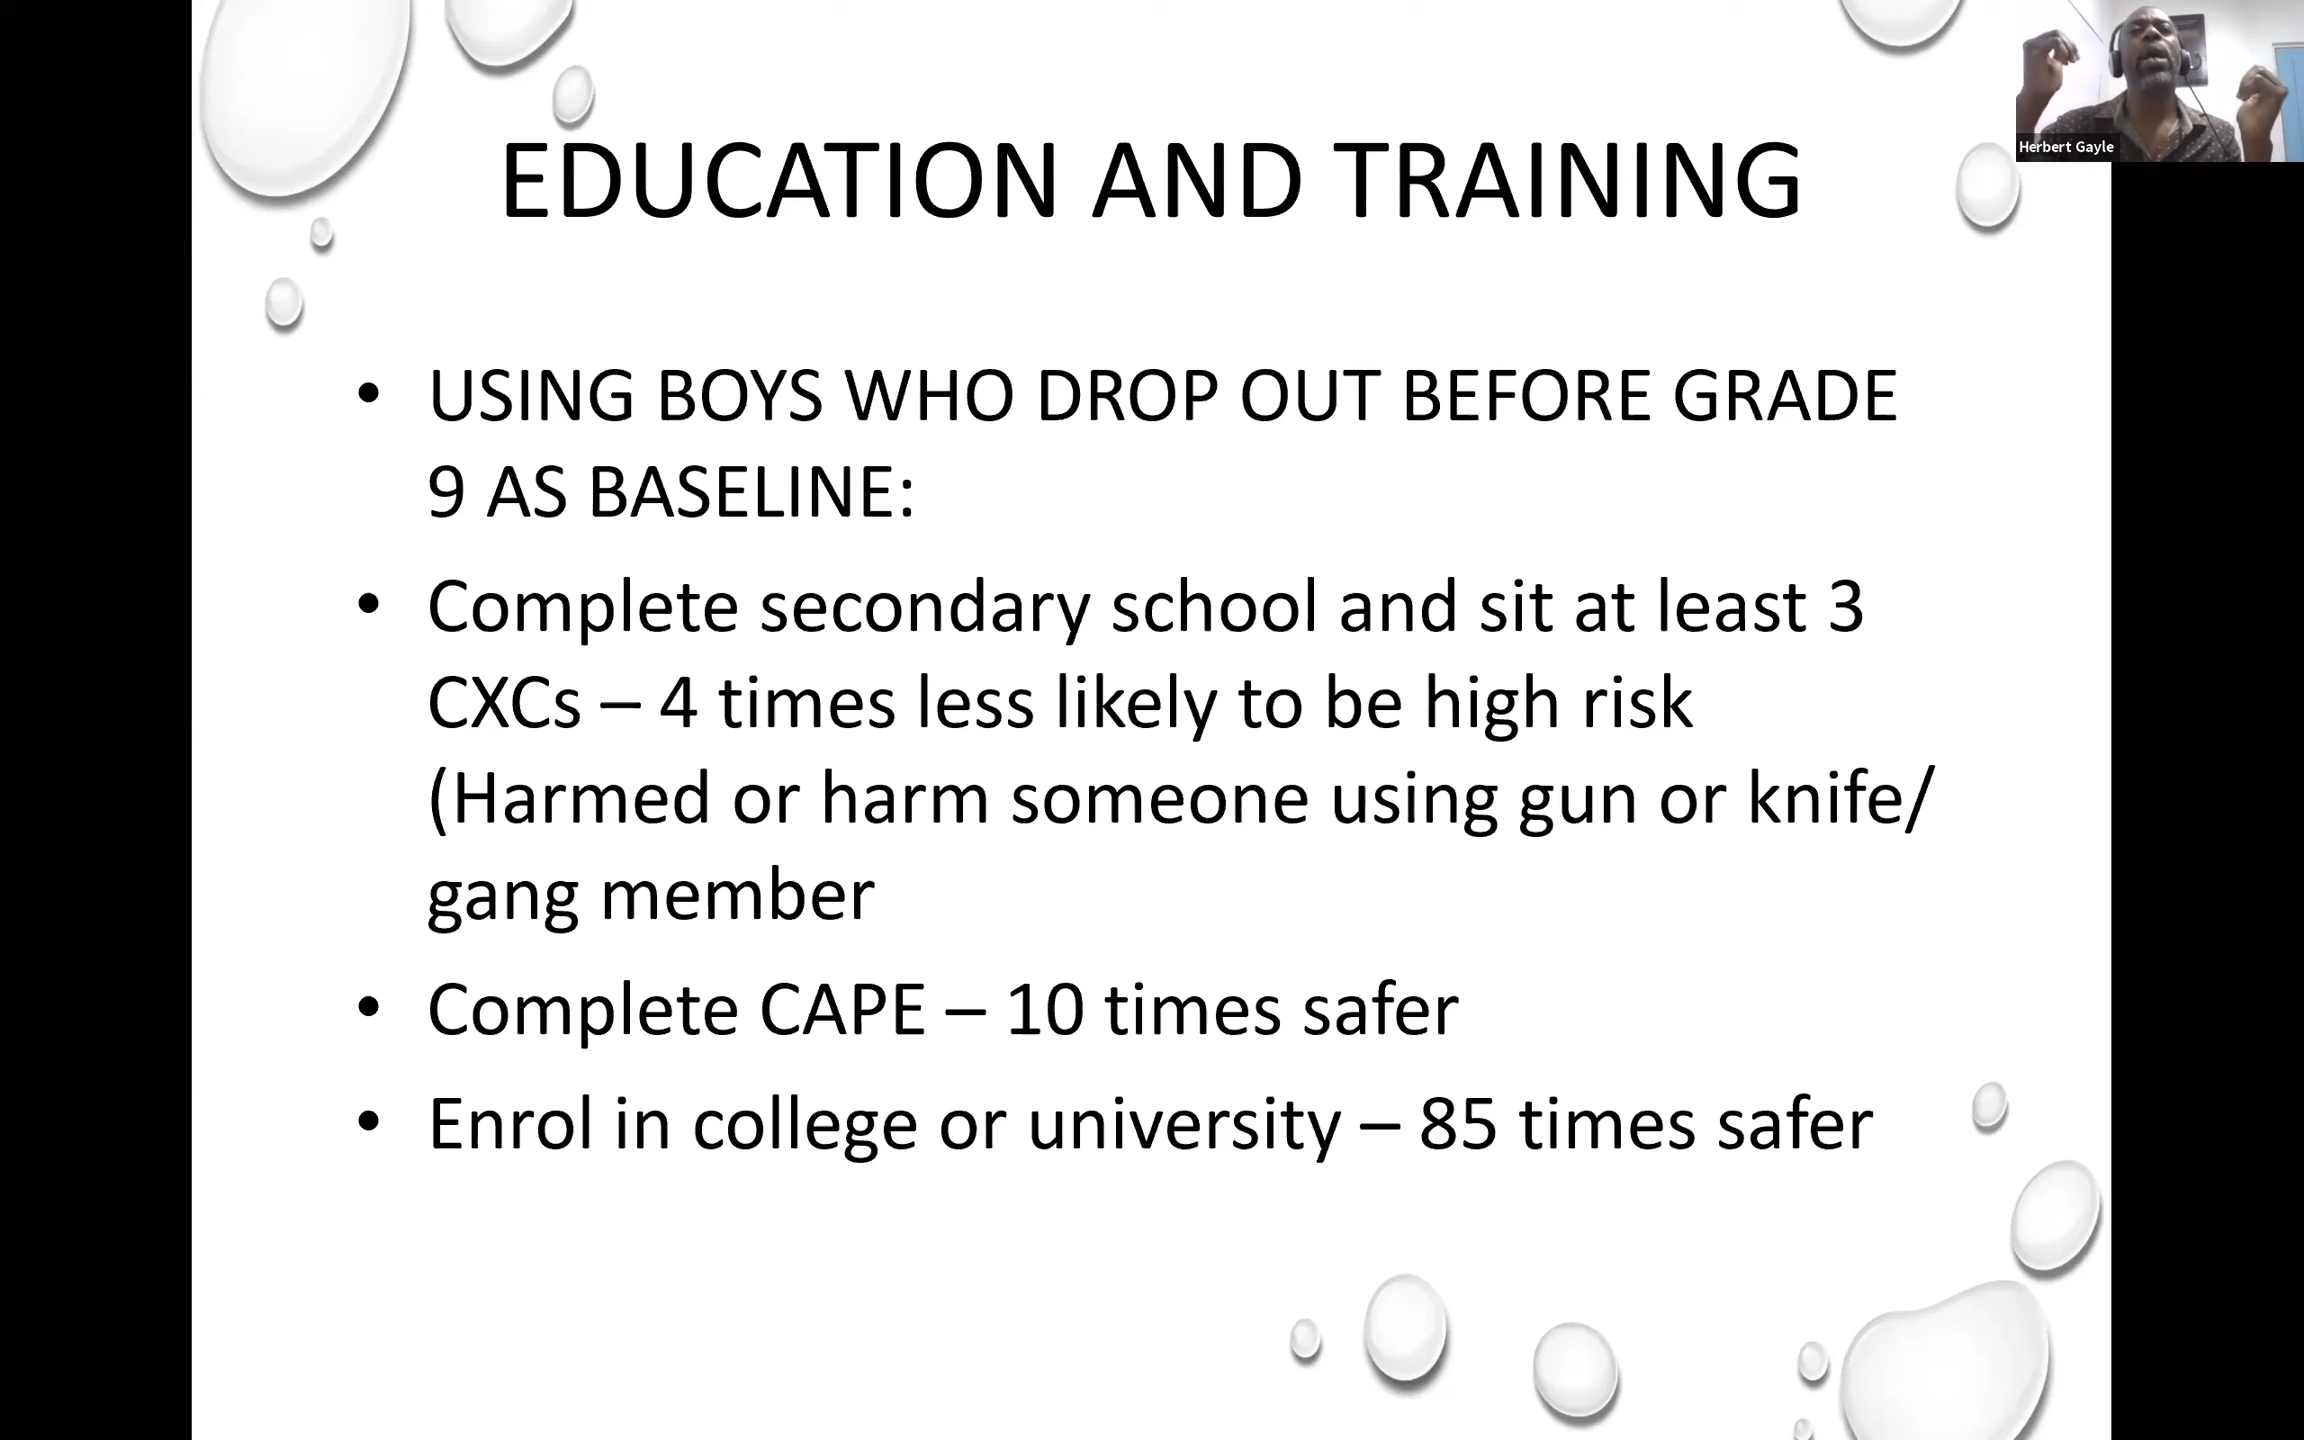 Herbert Gayle
EDUCATION AND TRAINING
• USING BOYS WHO DROP OUT BEFORE GRADE
9 AS BASELINE:
• Complete secondary school and sit at least 3
CXCs – 4 times less likely to be high risk
(Harmed or harm someone using gun or knife/
gang member
• Complete CAPE – 10 times safer
• Enrol in college or university – 85 times safer